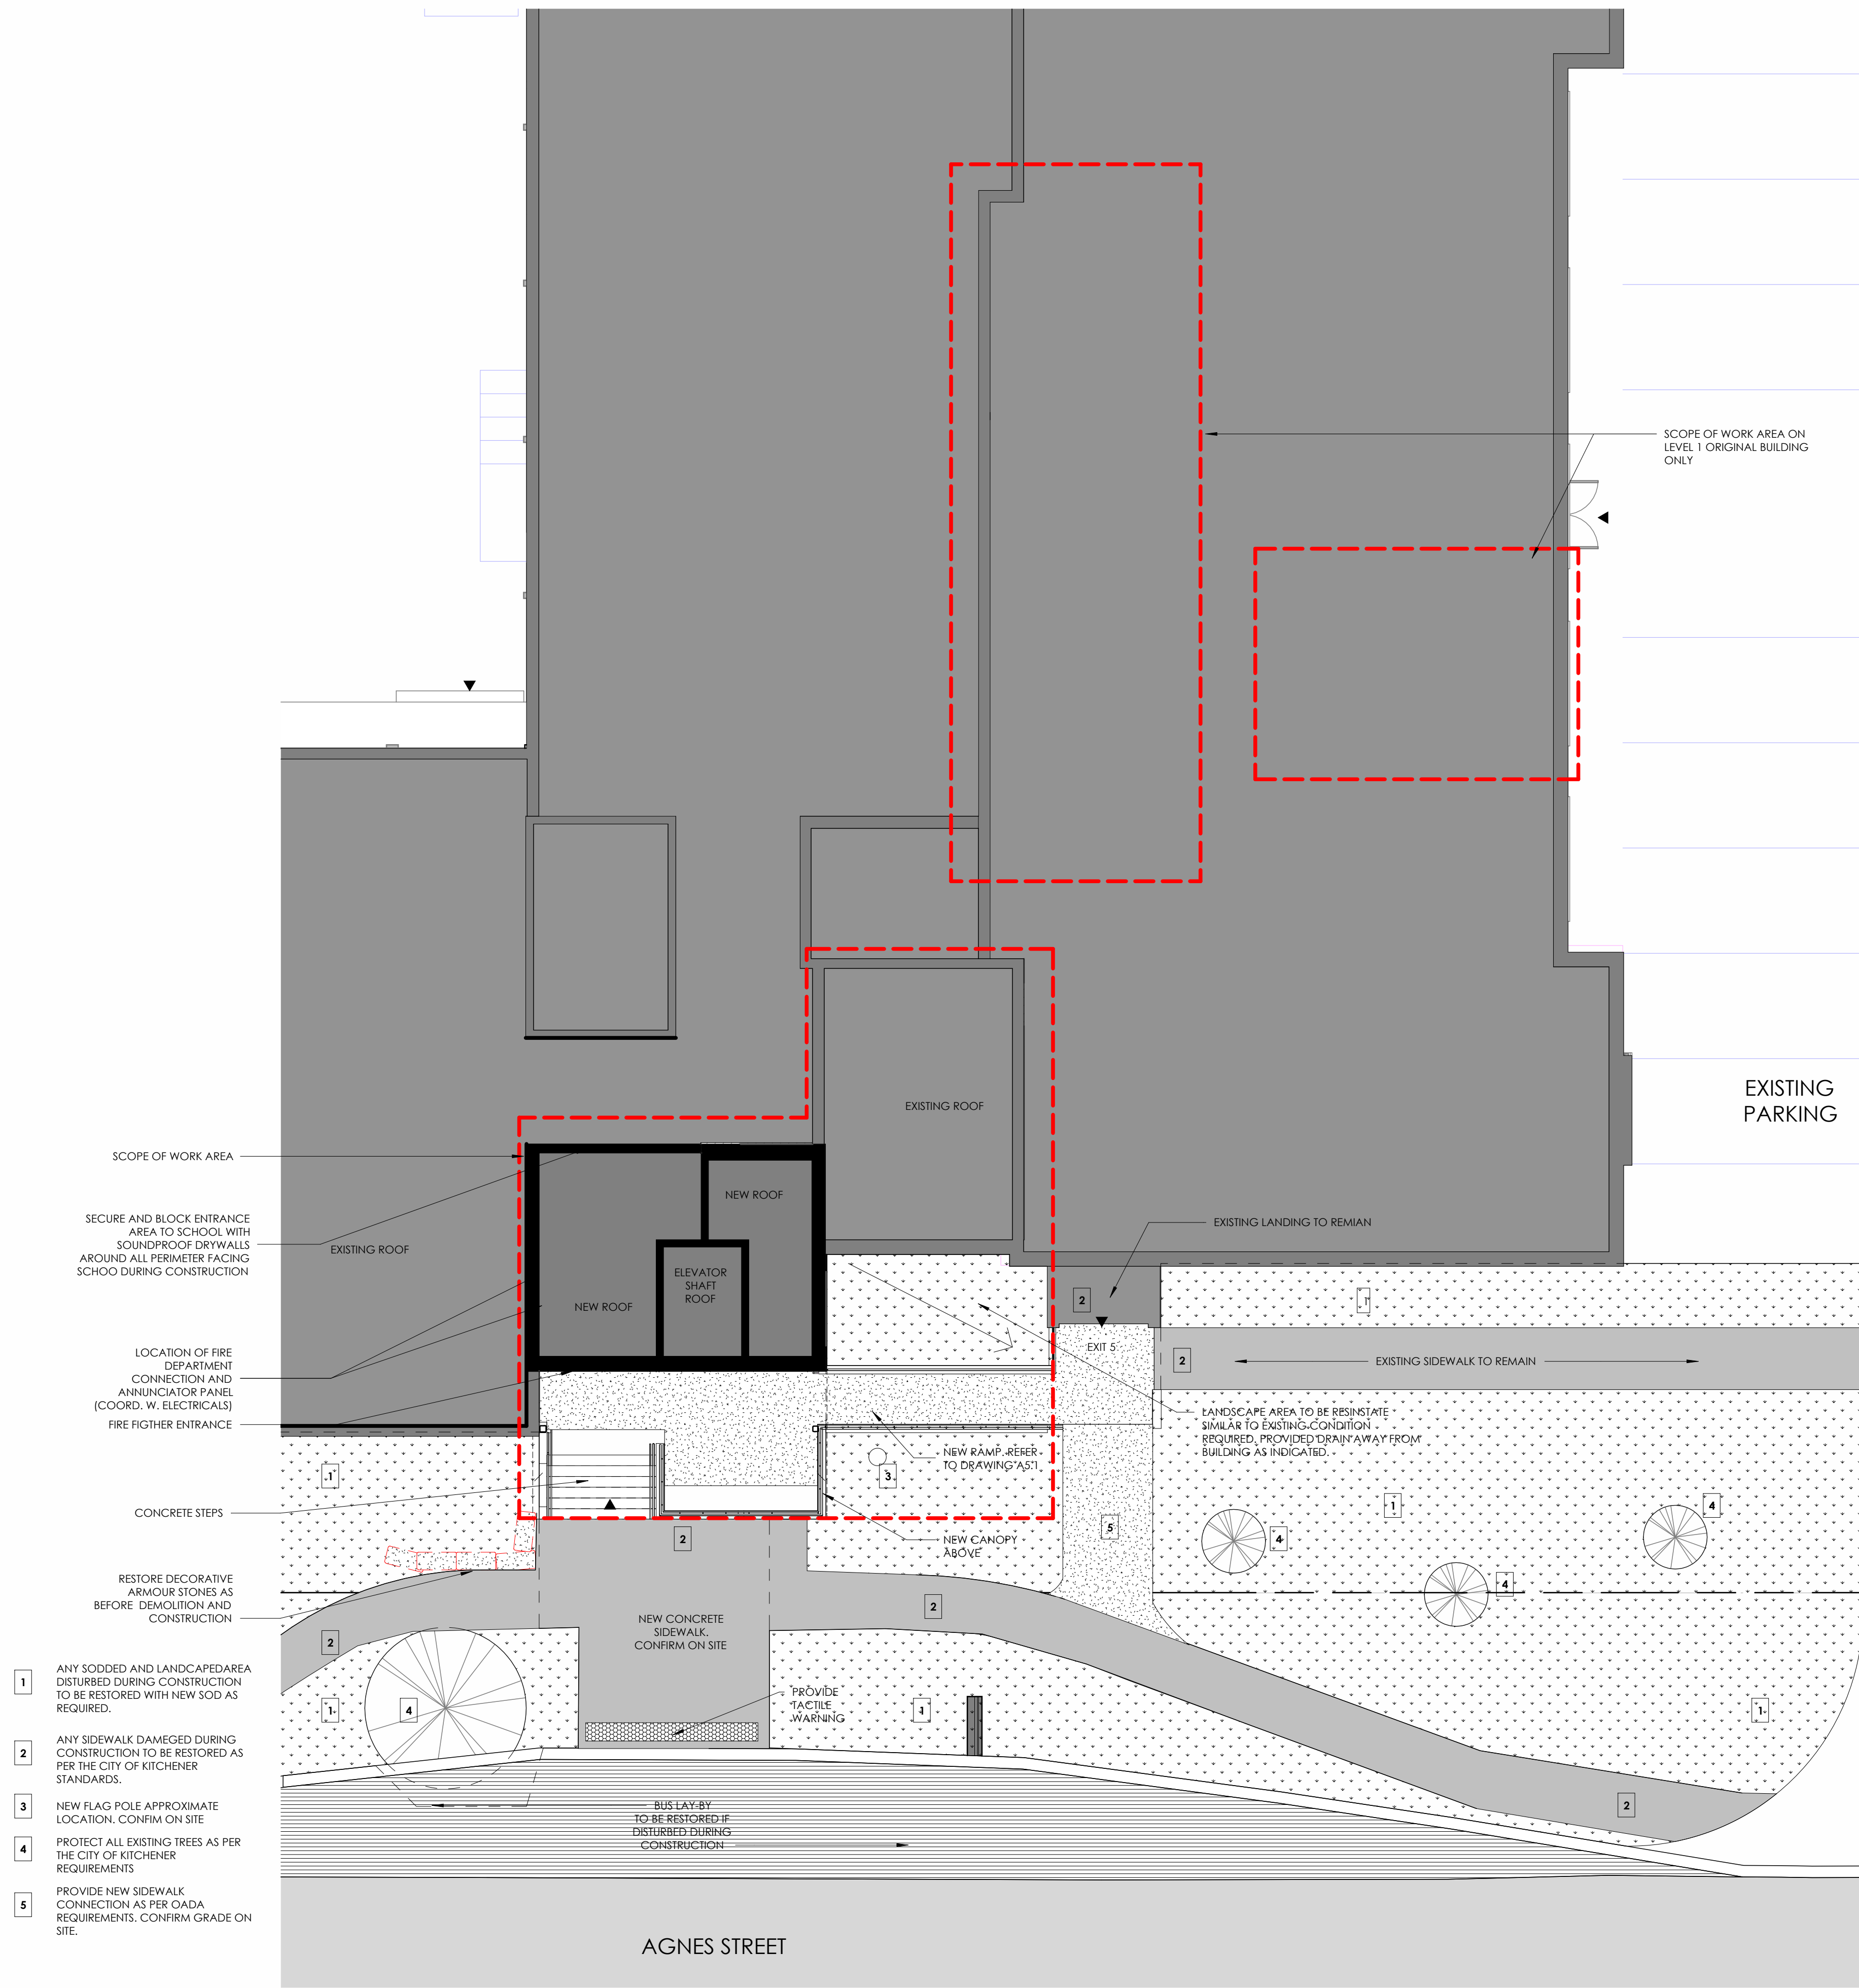 SCOPE OF WORK AREA ON
LEVEL 1 ORIGINAL BUILDING
ONLY
EXISTING
PARKING
EXISTING ROOF
SCOPE OF WORK AREA
NEW ROOF
SECURE AND BLOCK ENTRANCE
AREA TO SCHOOL WITH
SOUNDPROOF DRYWALLS
AROUND ALL PERIMETER FACING
SCHOO DURING CONSTRUCTION
EXISTING ROOF
EXISTING LANDING TO REMIAN
ELEVATOR
SHAFT
ROOF
NEW ROOF
2
1
EXIT 5
LOCATION OF FIRE
DEPARTMENT
CONNECTION AND
ANNUNCIATOR PANEL
(COORD. W. ELECTRICALS)
2
EXISTING SIDEWALK TO REMAIN
FIRE FIGTHER ENTRANCE
LANDSCAPE AREA TO BE RESINSTATE
SIMILAR TO EXISTING CONDITION
REQUIRED. PROVIDED DRAIN AWAY FROM
BUILDING AS INDICATED.
NEW RAMP. REFER
TO DRAWING A5.1
1
3
CONCRETE STEPS
1
4
5
4
2
NEW CANOPY
ABOVE
4
RESTORE DECORATIVE
ARMOUR STONES AS
BEFORE DEMOLITION AND
CONSTRUCTION
2
NEW CONCRETE
SIDEWALK.
CONFIRM ON SITE
2
1
ANY SODDED AND LANDCAPEDAREA
DISTURBED DURING CONSTRUCTION
TO BE RESTORED WITH NEW SOD AS
REQUIRED.
1
4
PROVIDE
TACTILE
WARNING
1
1
2
ANY SIDEWALK DAMEGED DURING
CONSTRUCTION TO BE RESTORED AS
PER THE CITY OF KITCHENER
STANDARDS.
3
NEW FLAG POLE APPROXIMATE
LOCATION. CONFIM ON SITE
BUS LAY-BY
TO BE RESTORED IF
DISTURBED DURING
CONSTRUCTION
2
4
PROTECT ALL EXISTING TREES AS PER
THE CITY OF KITCHENER
REQUIREMENTS
5
PROVIDE NEW SIDEWALK
CONNECTION AS PER OADA
REQUIREMENTS. CONFIRM GRADE ON
SITE.
AGNES STREET